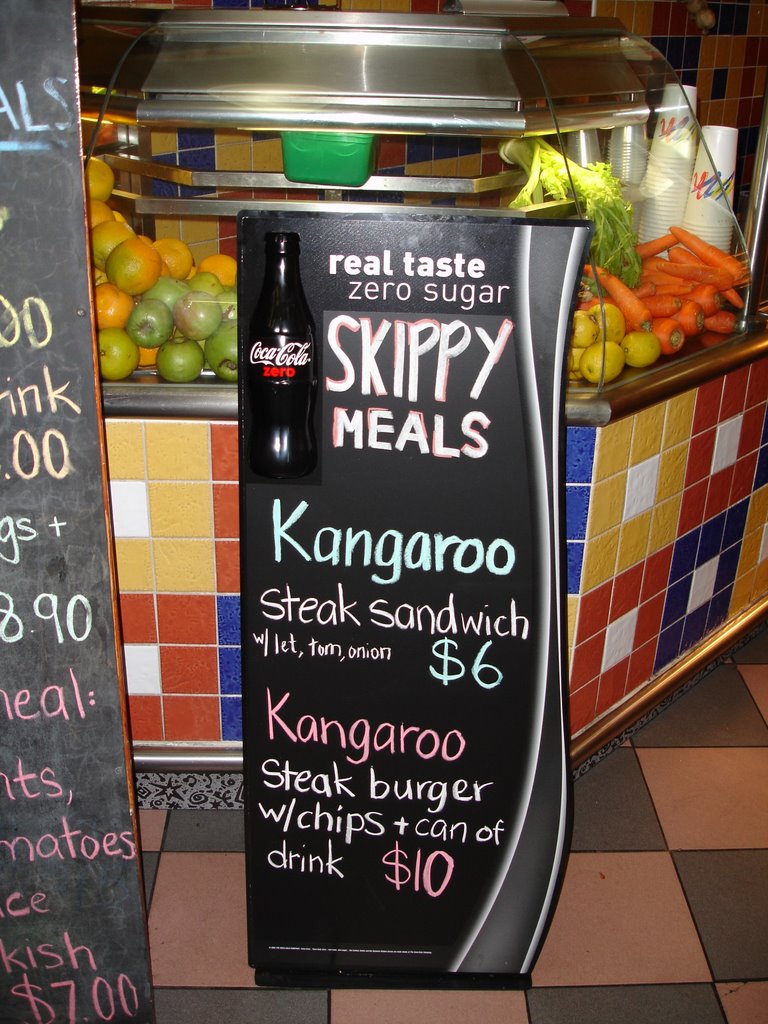 ALS
00
ink
.00
gs +
8.90
neal:
nts,
matoes
ce
kish
$7.00
real taste
zero sugar
Coca-Cola
zero
SKIPPY
MEALS
Kangaroo
Steak sandwich
w/ let, tom, onion $6
Kangaroo
Steak burger
w/chips + can of
drink $10